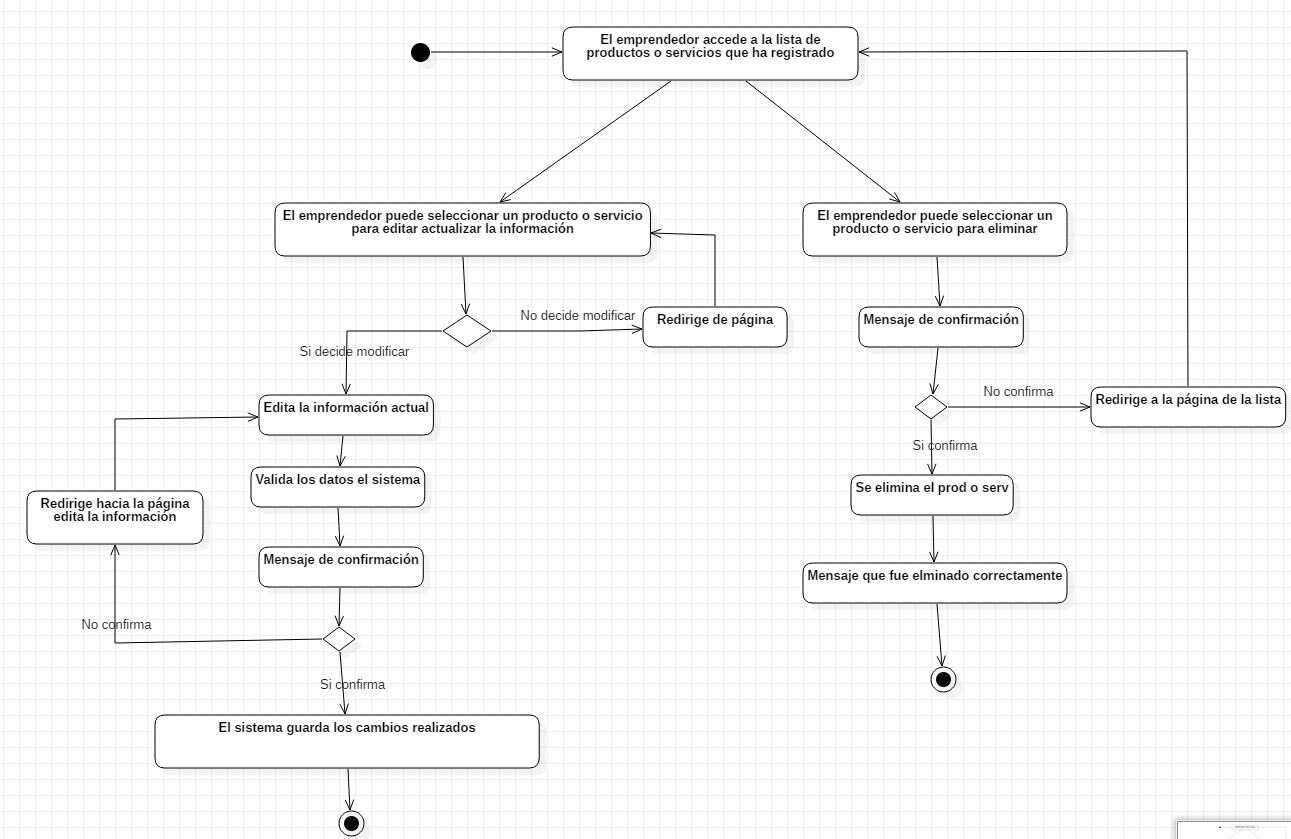 El emprendedor accede a la lista de
productos o servicios que ha registrado
El emprendedor puede seleccionar un producto o servicio
para editar actualizar la información
El emprendedor puede seleccionar un
producto o servicio para eliminar
No decide modificar
Redirige de página
Mensaje de confirmación
Si decide modificar
No confirma
Redirige a la página de la lista
Edita la información actual
Si confirma
Valida los datos el sistema
Se elimina el prod o serv
Redirige hacia la página
edita la información
Mensaje de confirmación
Mensaje que fue elminado correctamente
No confirma
Si confirma
El sistema guarda los cambios realizados